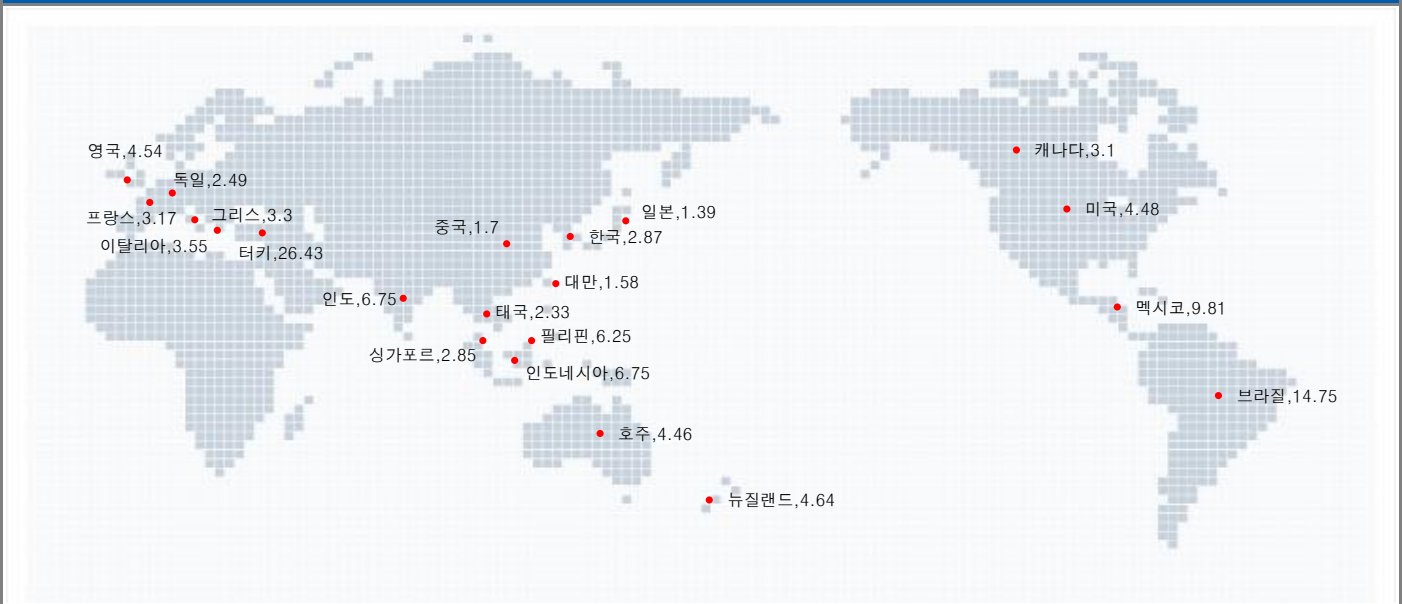 영국,4.54
캐나다,3.1
독일,2.49
프랑스,3.17
그리스,3.3
일본,1.39
미국,4.48
이탈리아,3.55
터키,26.43
중국,1.7
한국,2.87
대만,1.58
인도,6.75
태국,2.33
멕시코,9.81
싱가포르,2.85
필리핀,6.25
인도네시아,6.75
브라질,14.75
호주,4.46
뉴질랜드,4.64